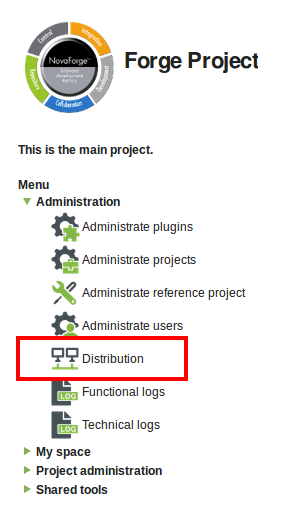 Control
Integration
NovaForge™
Software
development
factory
Repository
Development
Collaboration
Forge Project
This is the main project.
Menu
Administration
Administrate plugins
Administrate projects
Administrate reference project
Administrate users
Distribution
LOG
Functional logs
LOG
Technical logs
My space
Project administration
Shared tools